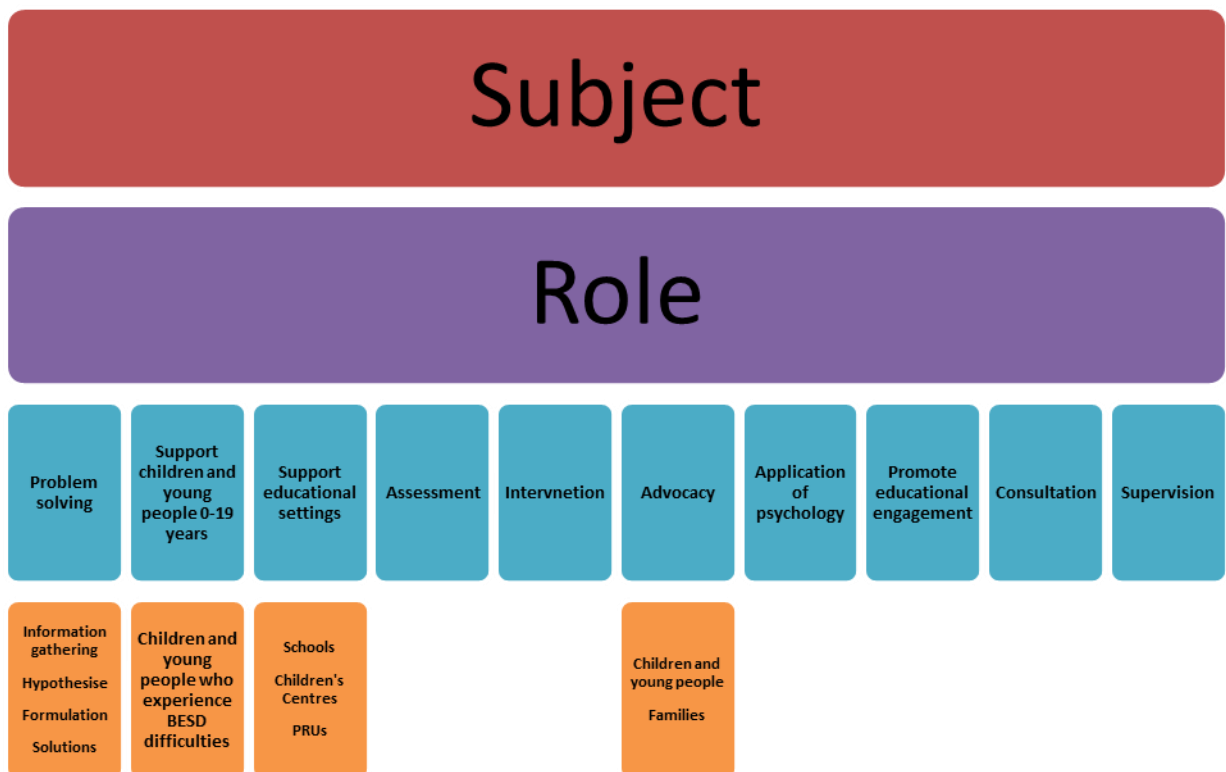 Subject
Role
Problem
solving
Support
children and
young
people 0-19
years
Support
educational
settings
Assessment
Intervnetion
Advocacy
Application
of
psychology
Promote
educational
engagement
Consultation
Supervision
Information
gathering
Hypothesise
Formulation
Solutions
Children and
young
people who
experience
BESD
difficulties
Schools
Children's
Centres
PRUs
Children and
young people
Families